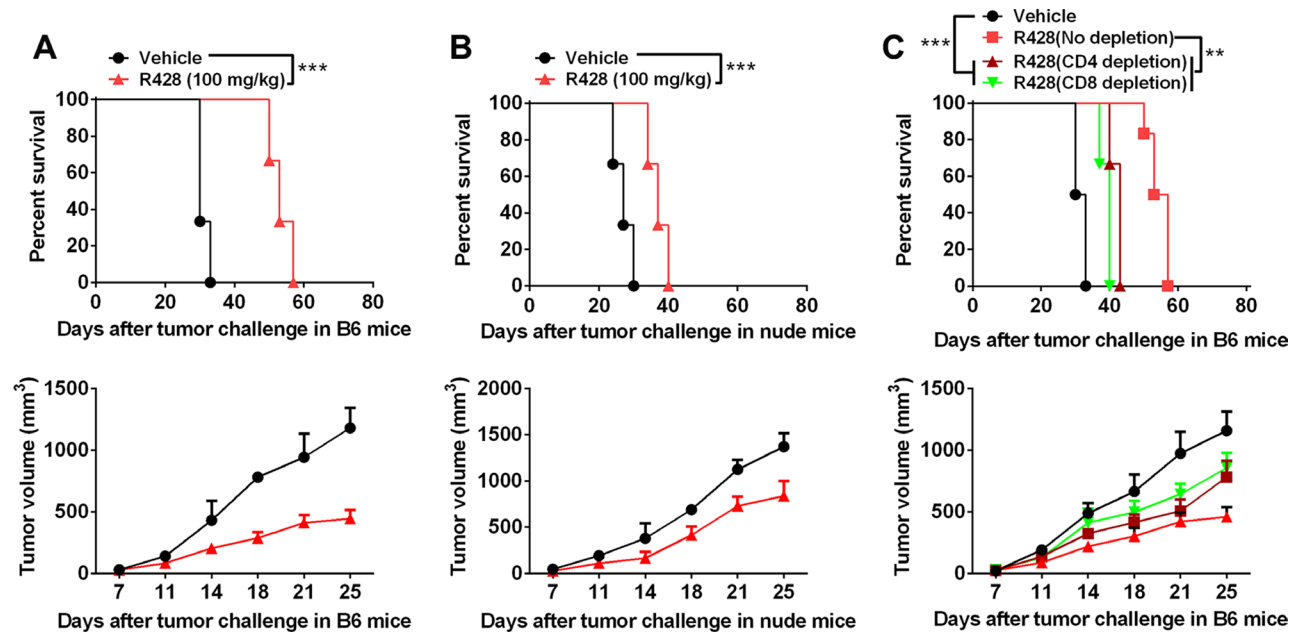 A
Vehicle
R428 (100 mg/kg)
***
Percent survival
100
80
60
40
20
0
0 20 40 60 80
Days after tumor challenge in B6 mice
B
Vehicle
R428 (100 mg/kg)
***
Percent survival
100
80
60
40
20
0
0 20 40 60 80
Days after tumor challenge in nude mice
C
***
Vehicle
R428(No depletion)
R428(CD4 depletion)
R428(CD8 depletion)
**
Percent survival
100
80
60
40
20
0
0 20 40 60 80
Days after tumor challenge in B6 mice
Tumor volume (mm³)
1500
1000
500
0
7 11 14 18 21 25
Days after tumor challenge in B6 mice
Tumor volume (mm³)
2000
1500
1000
500
0
7 11 14 18 21 25
Days after tumor challenge in nude mice
Tumor volume (mm³)
1500
1000
500
0
7 11 14 18 21 25
Days after tumor challenge in B6 mice